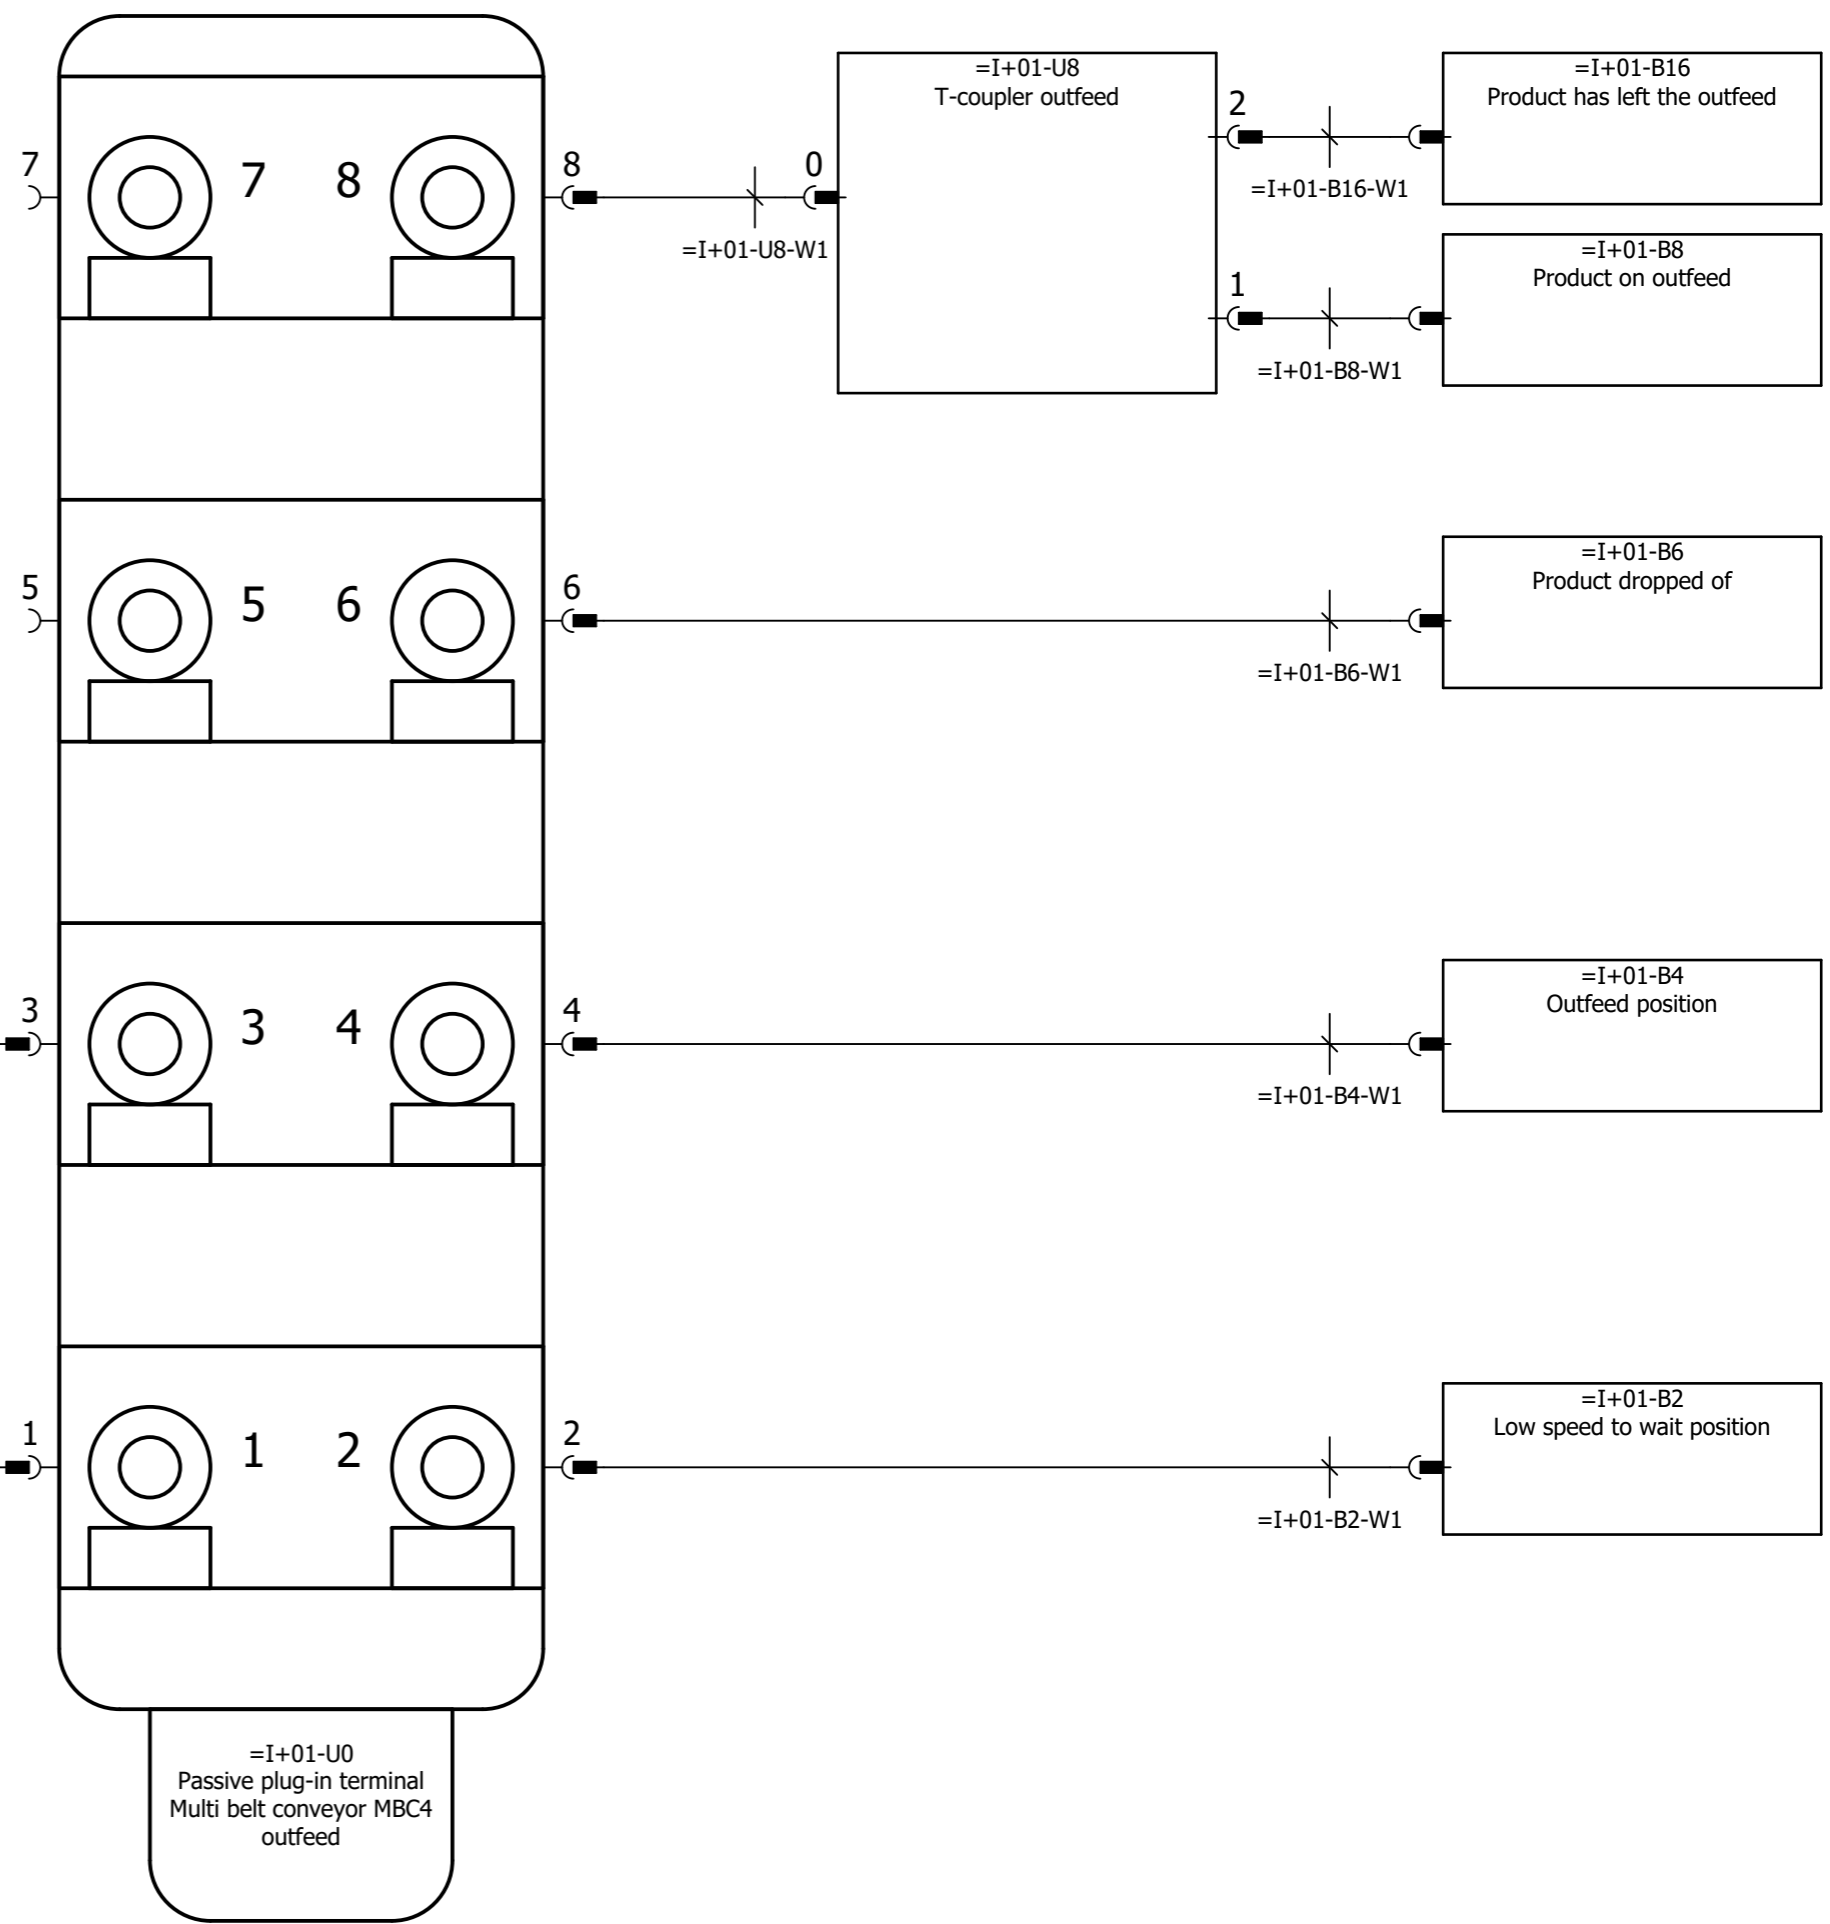 =I+01-U8
T-coupler outfeed
=I+01-B16
Product has left the outfeed
2
=I+01-B16-W1
7
7 8
8
0
=I+01-U8-W1
=I+01-B8
Product on outfeed
1
=I+01-B8-W1
5
5 6
6
=I+01-B6
Product dropped of
=I+01-B6-W1
3
3 4
4
=I+01-B4
Outfeed position
=I+01-B4-W1
1
1 2
2
=I+01-B2
Low speed to wait position
=I+01-B2-W1
=I+01-U0
Passive plug-in terminal
Multi belt conveyor MBC4
outfeed